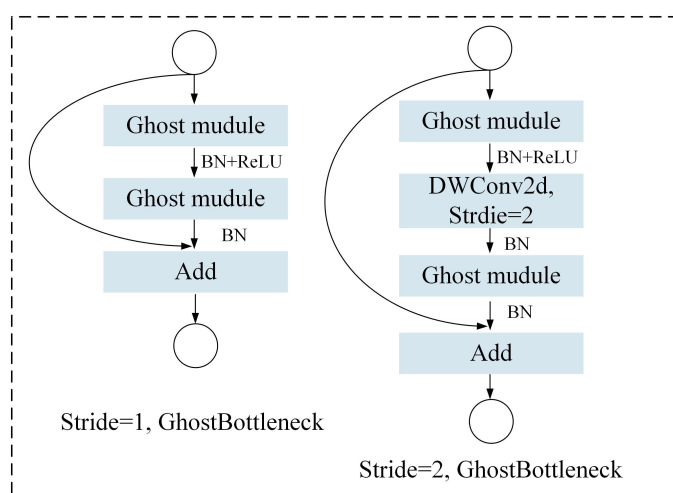 Ghost mudule
BN+ReLU
Ghost mudule
BN
Add
Stride=1, GhostBottleneck
Ghost mudule
BN+ReLU
DWConv2d,
Strdie=2
BN
Ghost mudule
BN
Add
Stride=2, GhostBottleneck